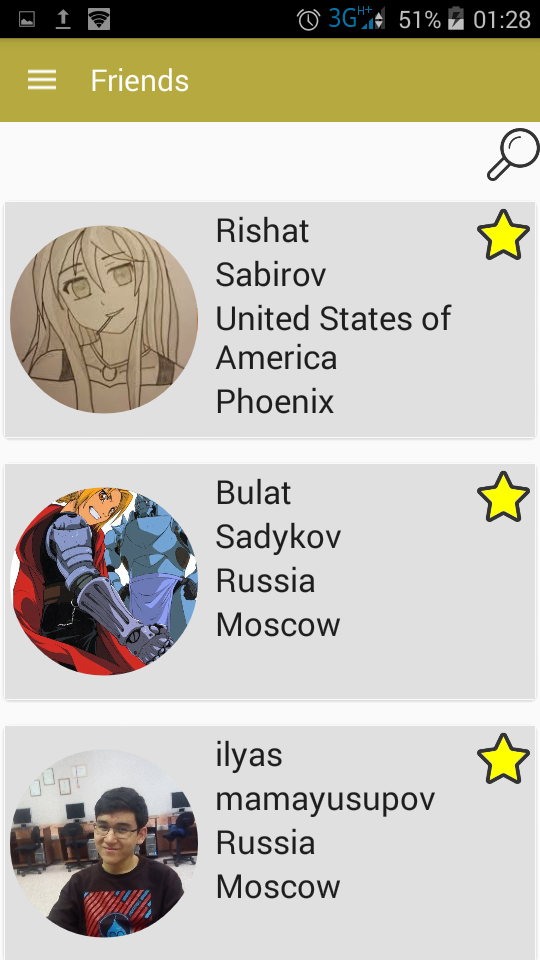 3G H+ 51% 01:28
Friends
Rishat
Sabirov
United States of
America
Phoenix
Bulat
Sadykov
Russia
Moscow
ilyas
mamayusupov
Russia
Moscow